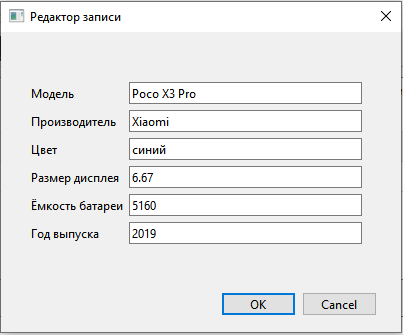 Редактор записи
Модель Poco X3 Pro
Производитель Xiaomi
Цвет синий
Размер дисплея 6.67
Ёмкость батареи 5160
Год выпуска 2019
OK Cancel